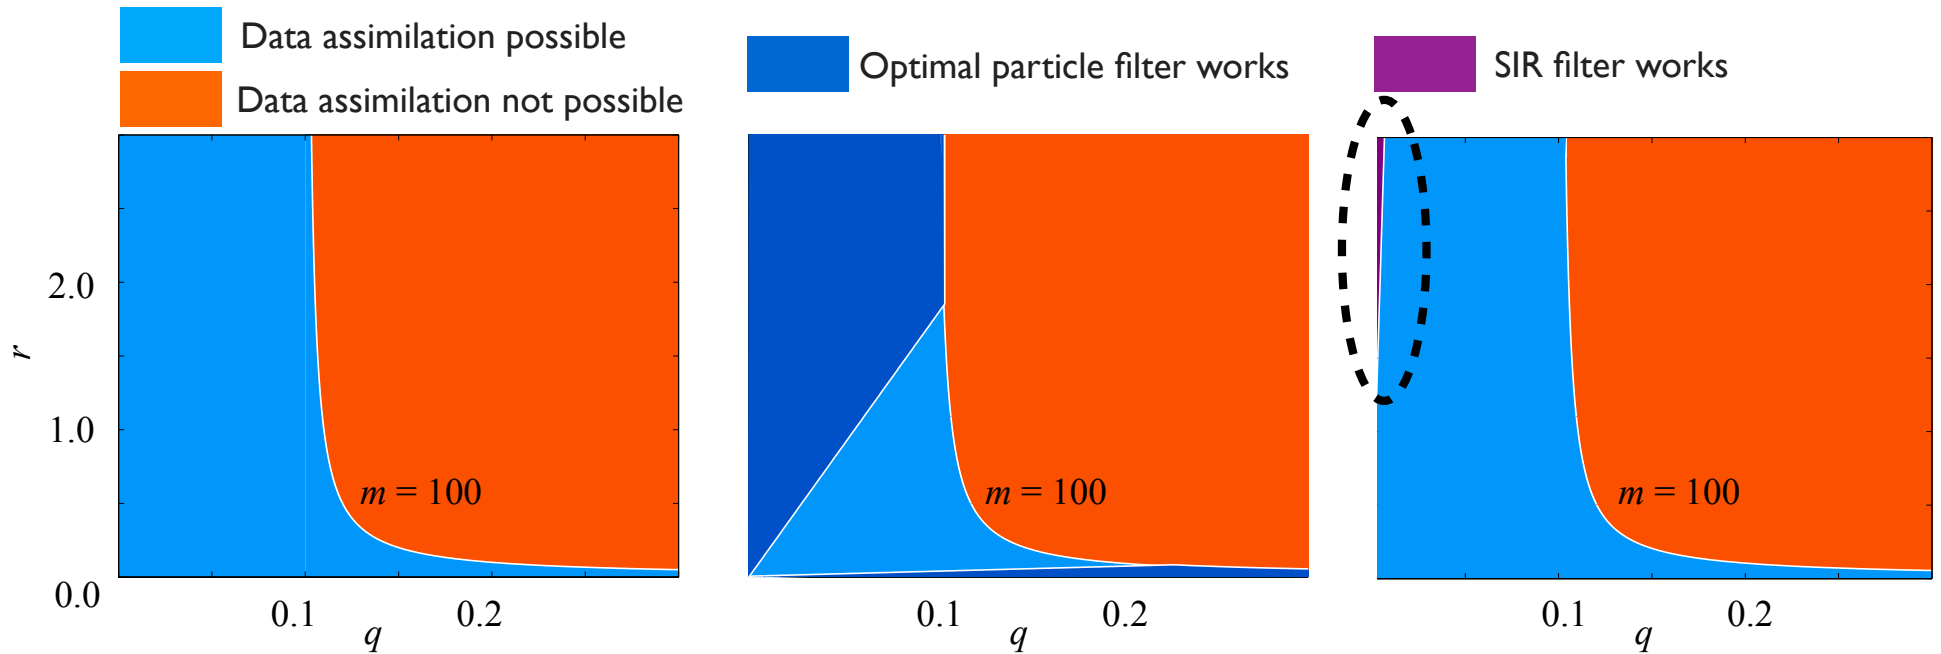 Data assimilation possible
Data assimilation not possible
Optimal particle filter works
SIR filter works
r
2.0
1.0
0.0
m = 100
0.1
0.2
q
m = 100
0.1
0.2
q
m = 100
0.1
0.2
q